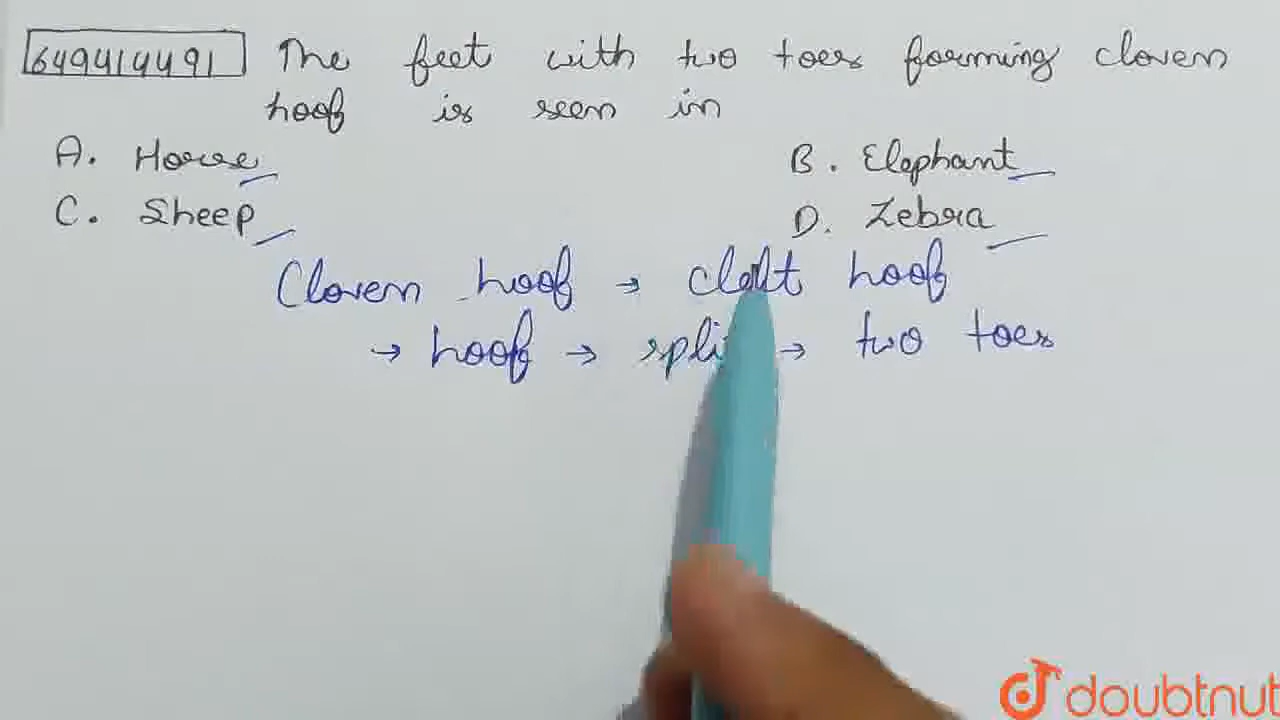 649414491 The feet with two toes forming cloven
hoof is seen in
A. Horse B. Elephant
C. Sheep D. Zebra
Cloven hoof → cleft hoof
→ hoof → split → two toes
doubtnut